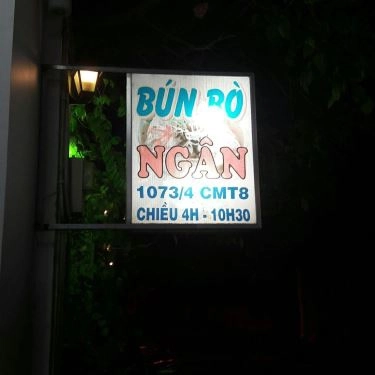 BÚN BÒ
NGÂN
1073/4 CMT8
CHIỀU 4H - 10H30